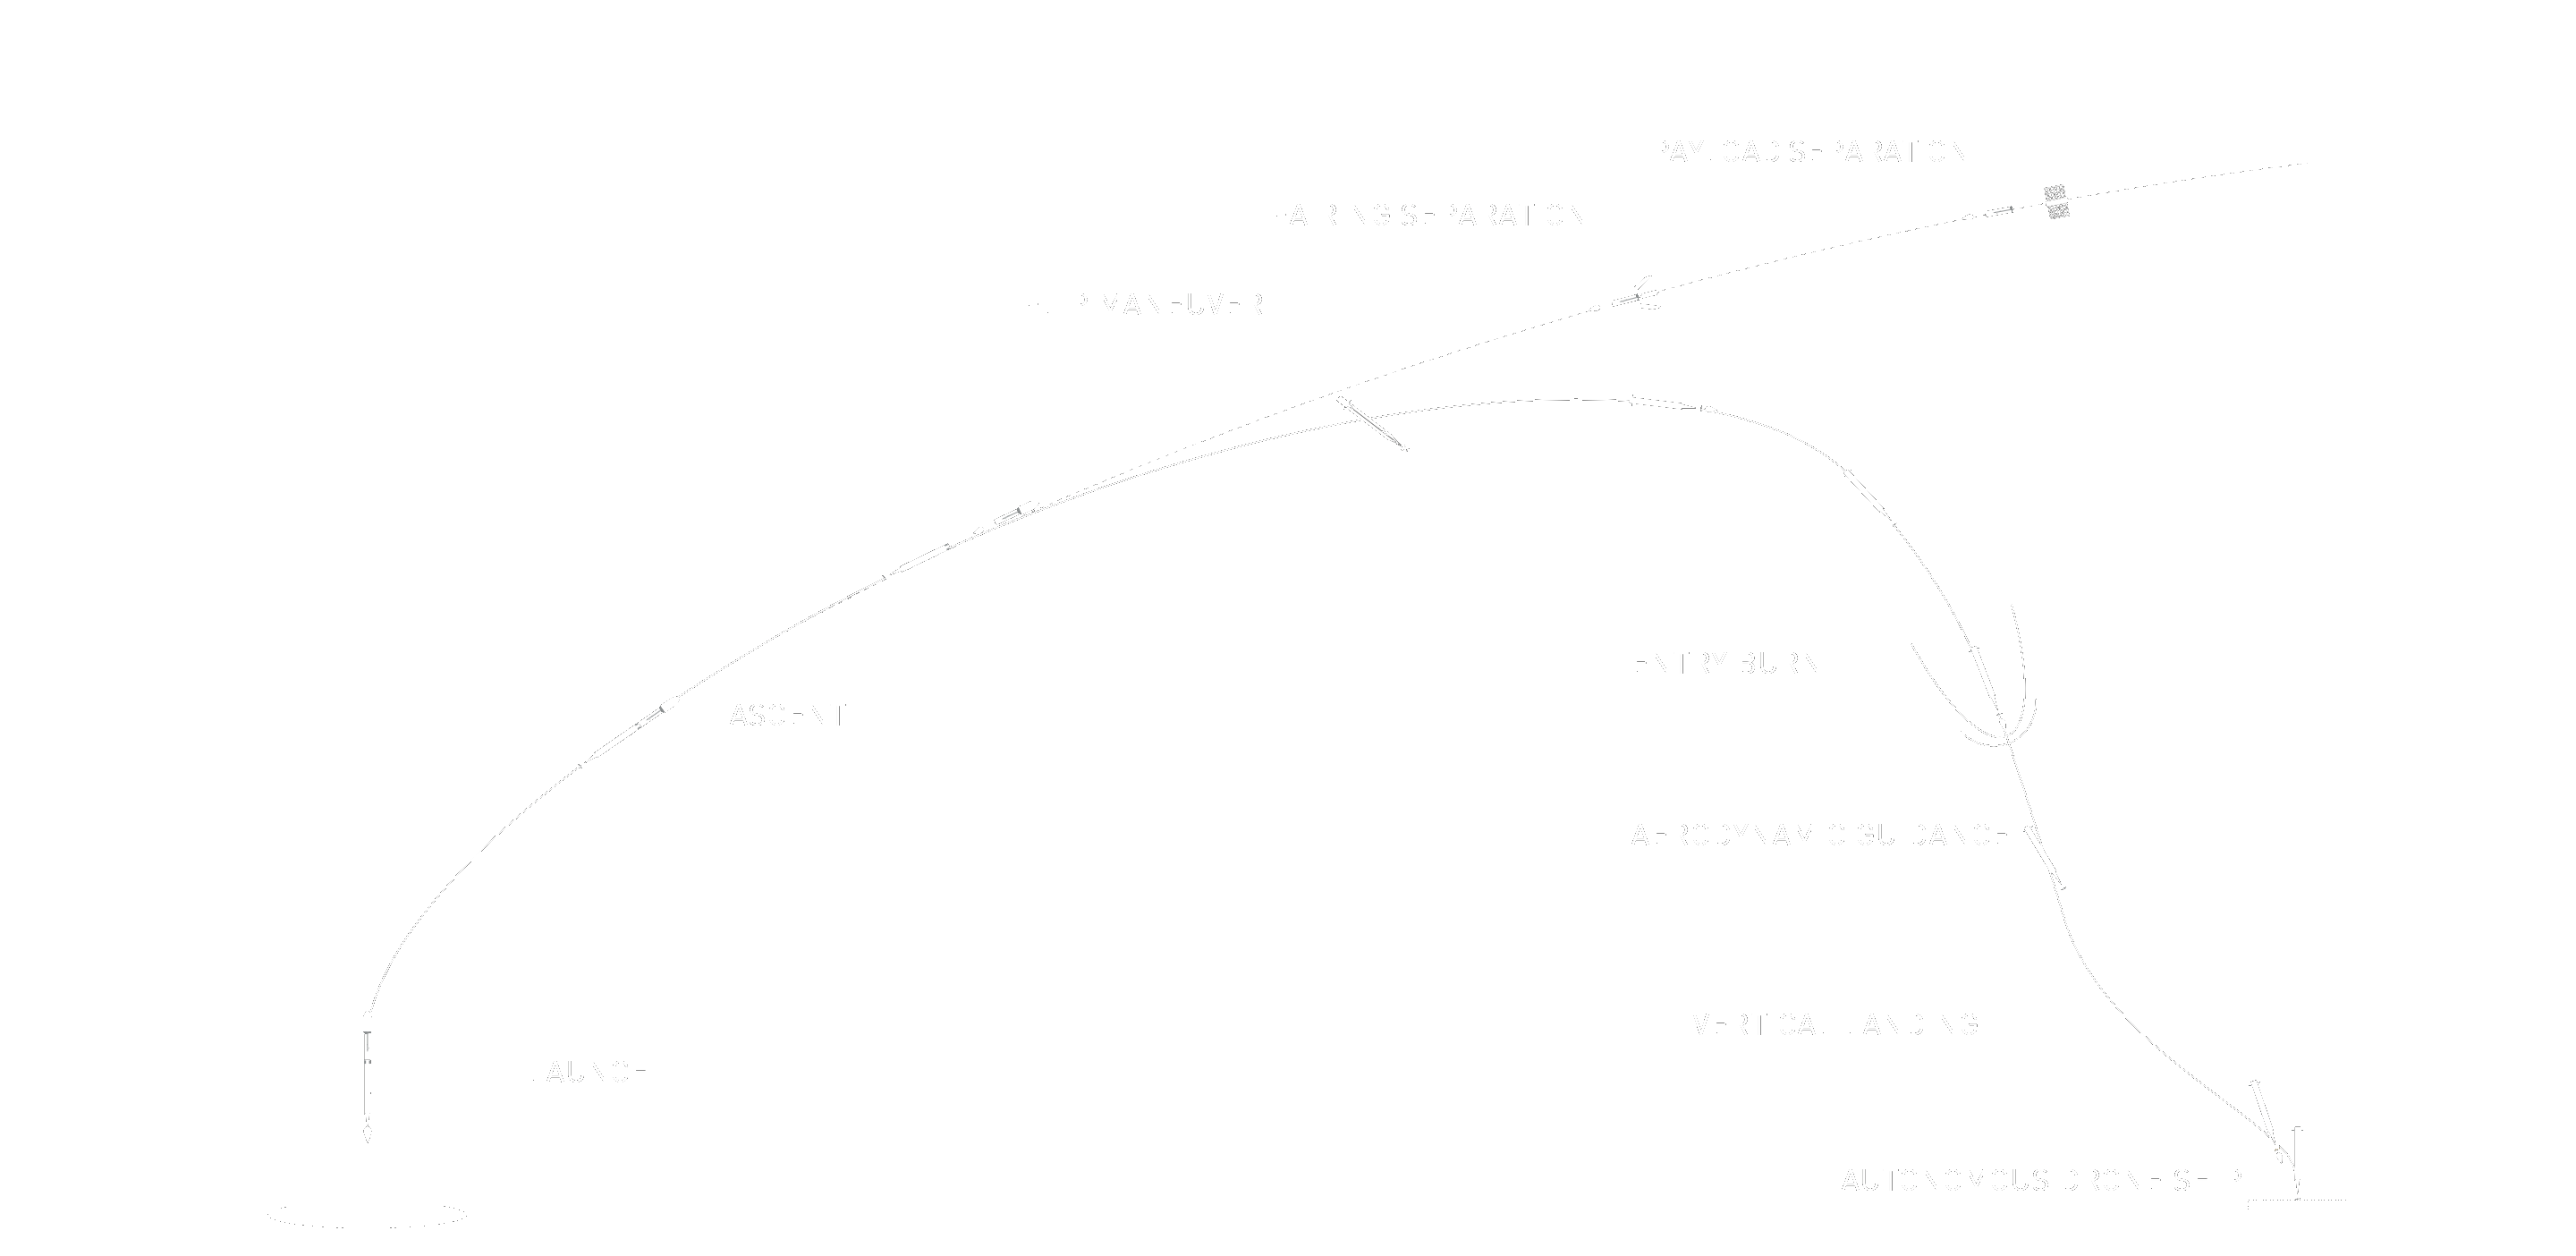 PAYLOAD SEPARATION
FAIRING SEPARATION
FLIP MANEUVER
ENTRY BURN
ASCENT
AERODYNAMIC GUIDANCE
VERTICAL LANDING
LAUNCH
AUTONOMOUS DRONE SHIP